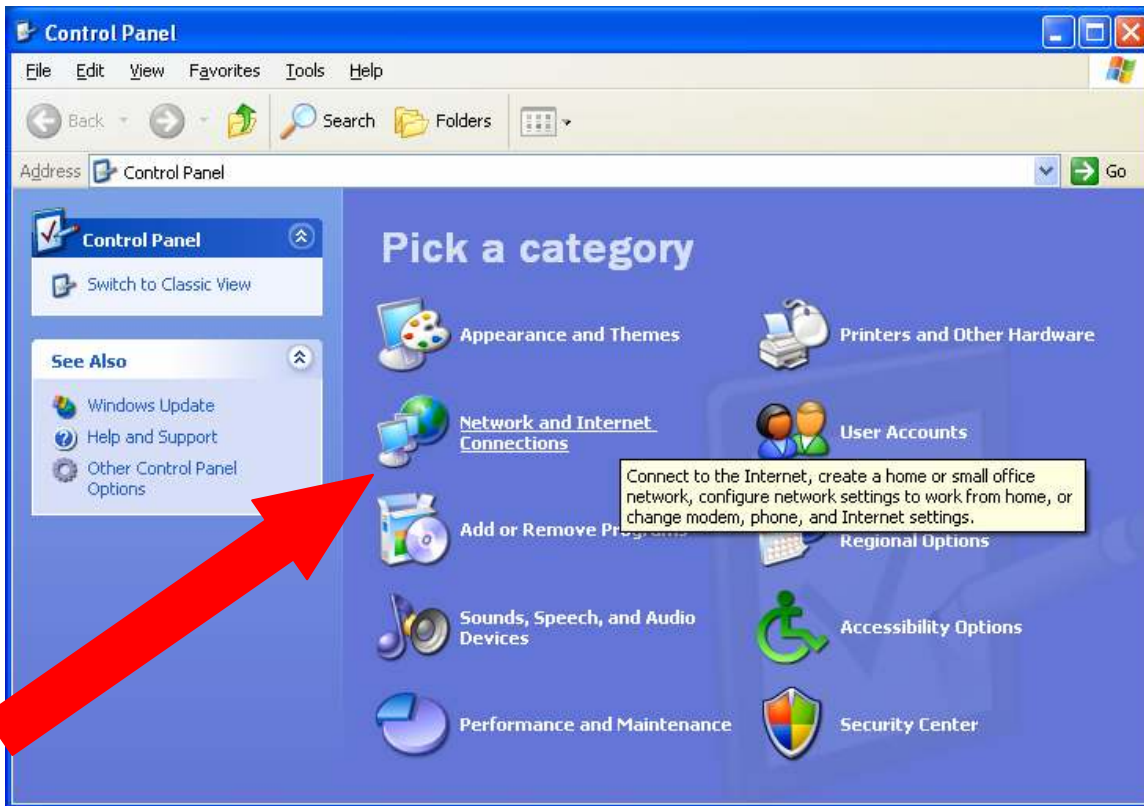 Control Panel
File Edit View Favorites Tools Help
Back Search Folders
Address Control Panel Go
Control Panel
Switch to Classic View
See Also
Windows Update
Help and Support
Other Control Panel
Options
Pick a category
Appearance and Themes
Printers and Other Hardware
Network and Internet
Connections
User Accounts
Connect to the Internet, create a home or small office
network, configure network settings to work from home, or
change modem, phone, and Internet settings.
Add or Remove Programs
Regional Options
Sounds, Speech, and Audio
Devices
Accessibility Options
Performance and Maintenance
Security Center